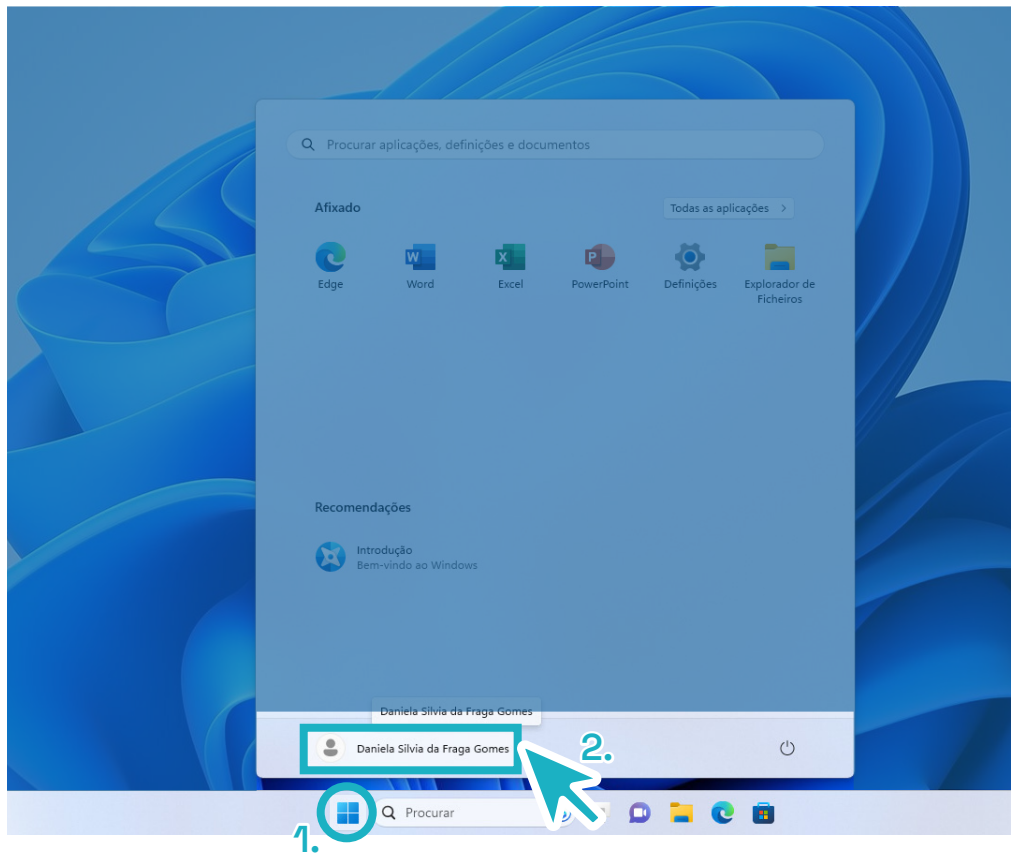 Procurar aplicações, definições e documentos
Afixado
Todas as aplicações
Edge
Word
Excel
PowerPoint
Definições
Explorador de
Ficheiros
Recomendações
Introdução
Bem-vindo ao Windows
Daniela Silvia da Fraga Gomes
Daniela Silvia da Fraga Gomes
2.
Procurar
1.